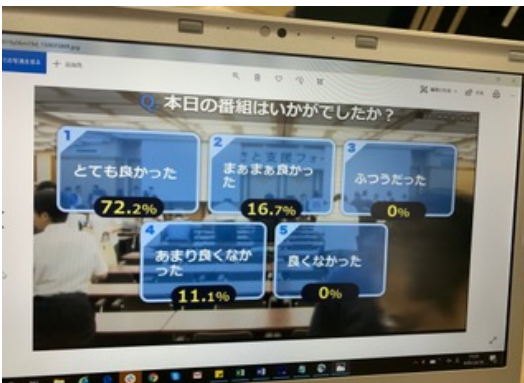 Q 本日の番組はいかがでしたか?
1
とても良かった
72.2%
2
まぁまぁ良かっ
た
16.7%
3
ふつうだった
0%
4
あまり良くなか
った
11.1%
5
良くなかった
0%